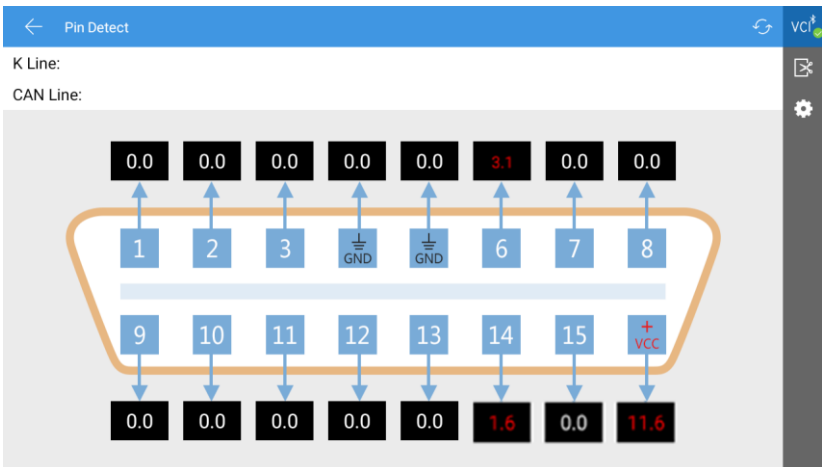 Pin Detect
VCI
K Line:
CAN Line:
0.0 0.0 0.0 0.0 0.0 3.1 0.0 0.0
1 2 3 GND GND 6 7 8
9 10 11 12 13 14 15 + VCC
0.0 0.0 0.0 0.0 0.0 1.6 0.0 11.6